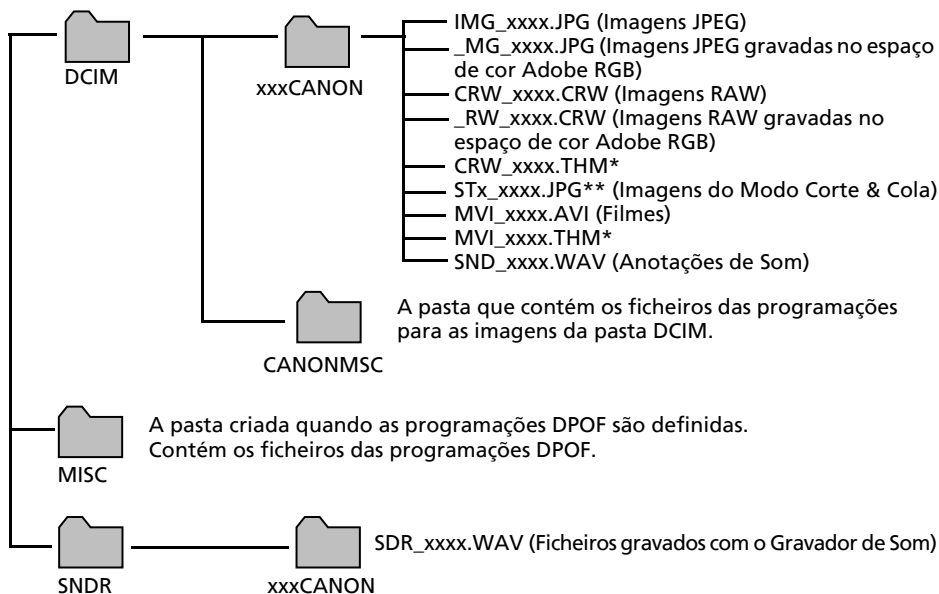 DCIM
xxxCANON
IMG_xxxx.JPG (Imagens JPEG)
_MG_xxxx.JPG (Imagens JPEG gravadas no espaço
de cor Adobe RGB)
CRW_xxxx.CRW (Imagens RAW)
_RW_xxxx.CRW (Imagens RAW gravadas no
espaço de cor Adobe RGB)
CRW_xxxx.THM*
STx_xxxx.JPG** (Imagens do Modo Corte & Cola)
MVI_xxxx.AVI (Filmes)
MVI_xxxx.THM*
SND_xxxx.WAV (Anotações de Som)
CANONMSC
A pasta que contém os ficheiros das programações
para as imagens da pasta DCIM.
MISC
A pasta criada quando as programações DPOF são definidas.
Contém os ficheiros das programações DPOF.
SNDR
xxxCANON
SDR_xxxx.WAV (Ficheiros gravados com o Gravador de Som)